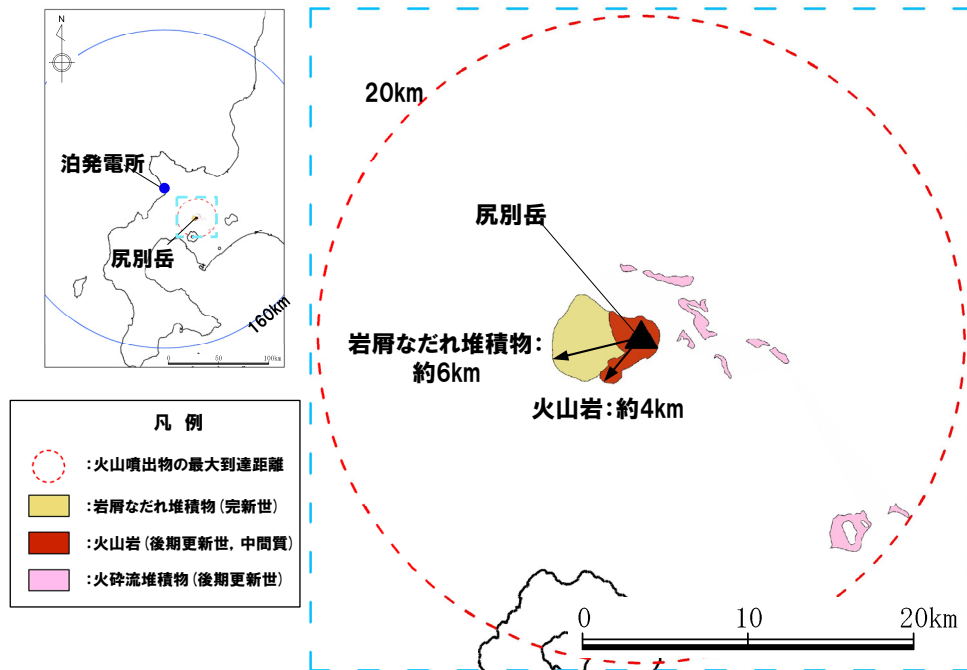 N
泊発電所
尻別岳
160km
0 50 100km
20km
尻別岳
岩屑なだれ堆積物:
約6km
火山岩:約4km
0 10 20km
凡 例
:火山噴出物の最大到達距離
:岩屑なだれ堆積物(完新世)
:火山岩(後期更新世, 中間質)
:火砕流堆積物(後期更新世)